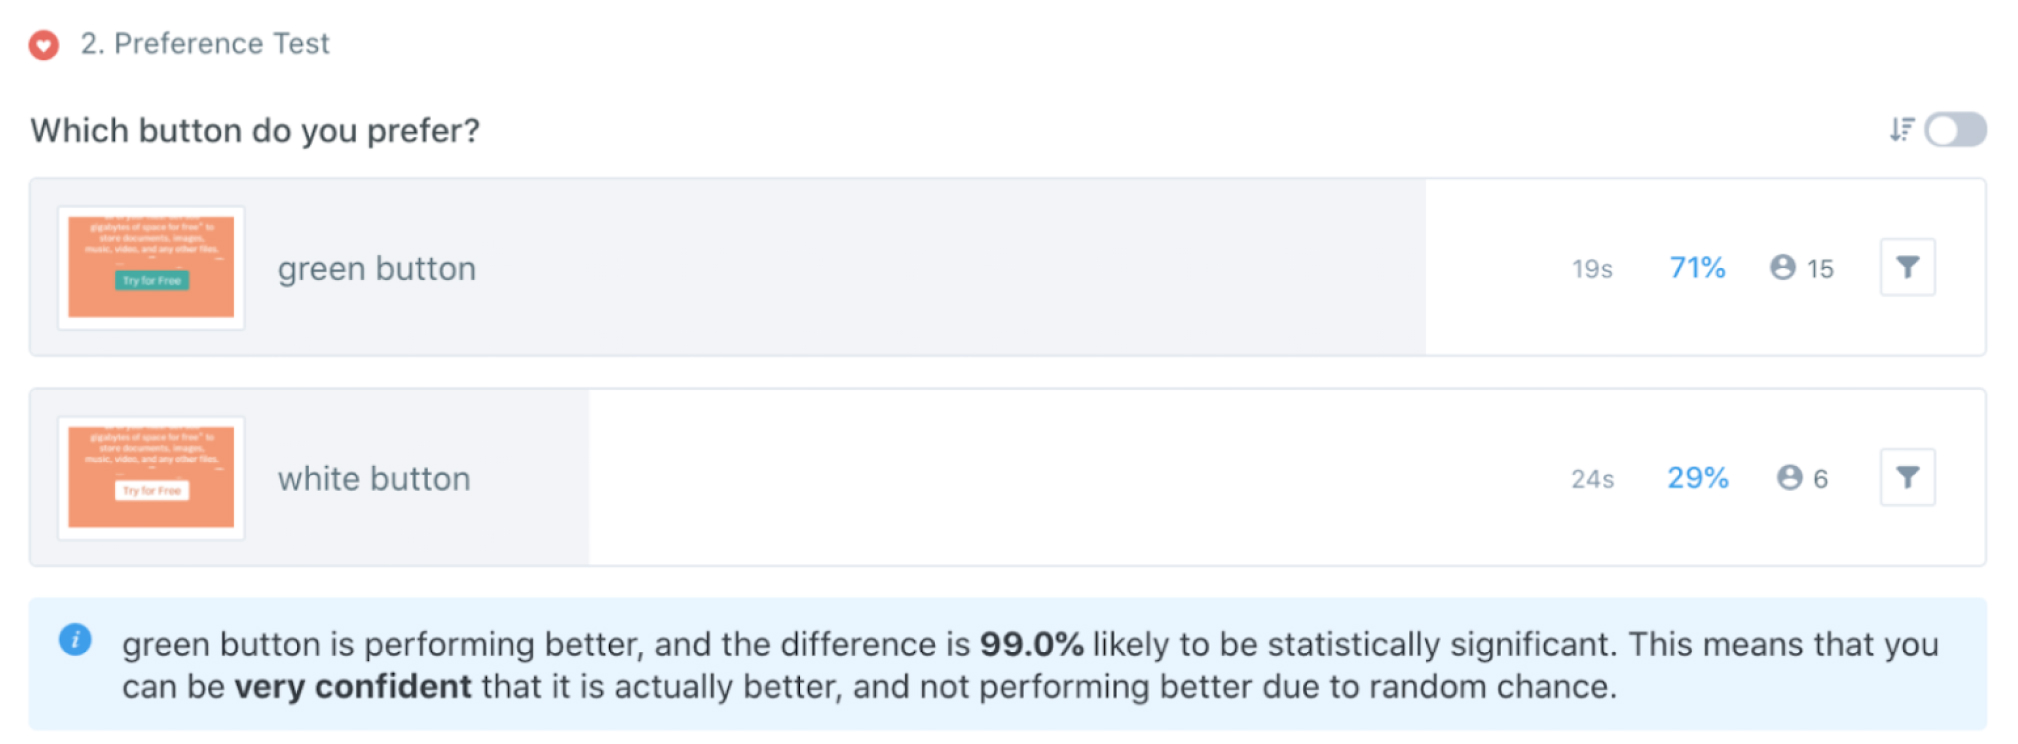 2. Preference Test
Which button do you prefer?
gigabytes of space for free" to
store documents, images,
music, video, and any other files.
Try for Free
green button
19s 71% 15
gigabytes of space for free" to
store documents, images,
music, video, and any other files.
Try for Free
white button
24s 29% 6
green button is performing better, and the difference is 99.0% likely to be statistically significant. This means that you
can be very confident that it is actually better, and not performing better due to random chance.